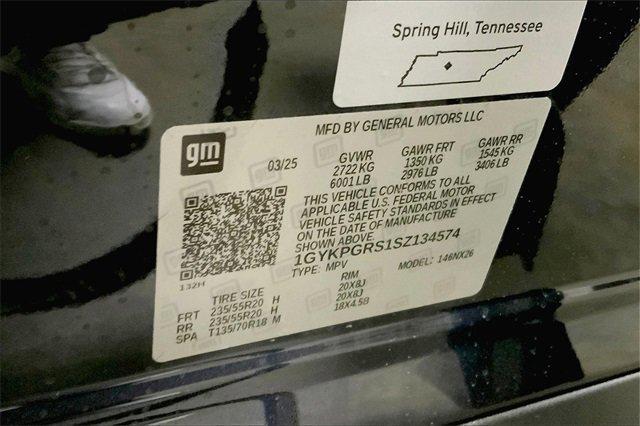 Spring Hill, Tennessee
MFD BY GENERAL MOTORS LLC
gm
03/25 GVWR GAWR FRT GAWR RR
2722 KG 1350 KG 1545 KG
6001 LB 2976 LB 3406 LB
THIS VEHICLE CONFORMS TO ALL
APPLICABLE U.S. FEDERAL MOTOR
VEHICLE SAFETY STANDARDS IN EFFECT
ON THE DATE OF MANUFACTURE
SHOWN ABOVE.
1GYKPGRS1SZ134574
TYPE: MPV MODEL: 146NX26
132H
TIRE SIZE RIM
FRT 235/55R20 H 20X8J
RR 235/55R20 H 20X8J
SPA T135/70R18 M 18X4.5B